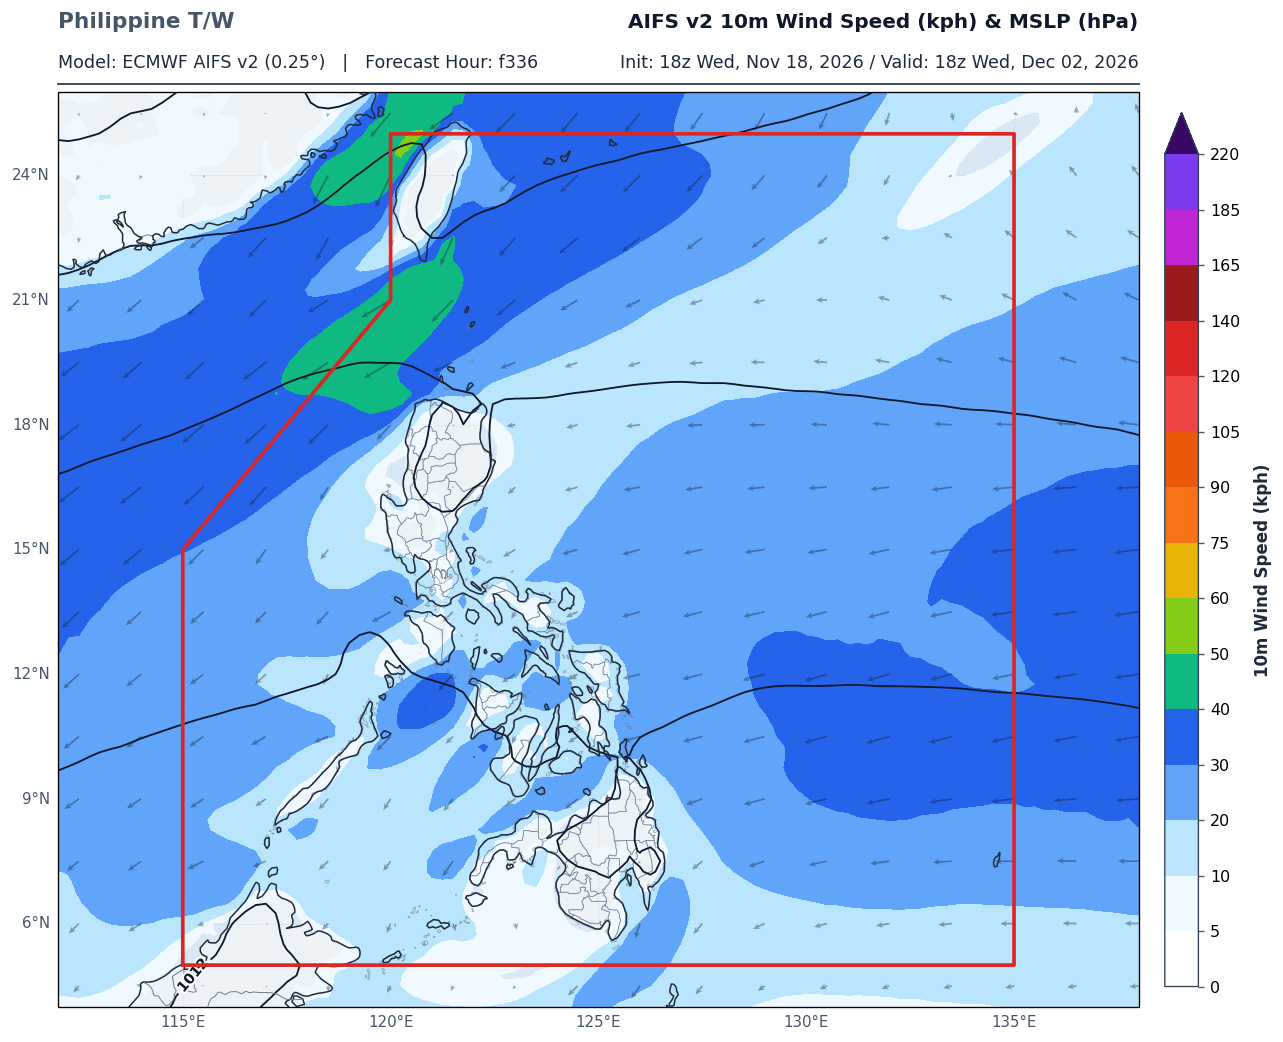 Philippine T/W
AIFS v2 10m Wind Speed (kph) & MSLP (hPa)
Model: ECMWF AIFS v2 (0.25°) | Forecast Hour: f336
Init: 18z Wed, Nov 18, 2026 / Valid: 18z Wed, Dec 02, 2026
24°N
21°N
18°N
15°N
12°N
9°N
6°N
1012
115°E
120°E
125°E
130°E
135°E
220
185
165
140
120
105
90
75
60
50
40
30
20
10
5
0
10m Wind Speed (kph)